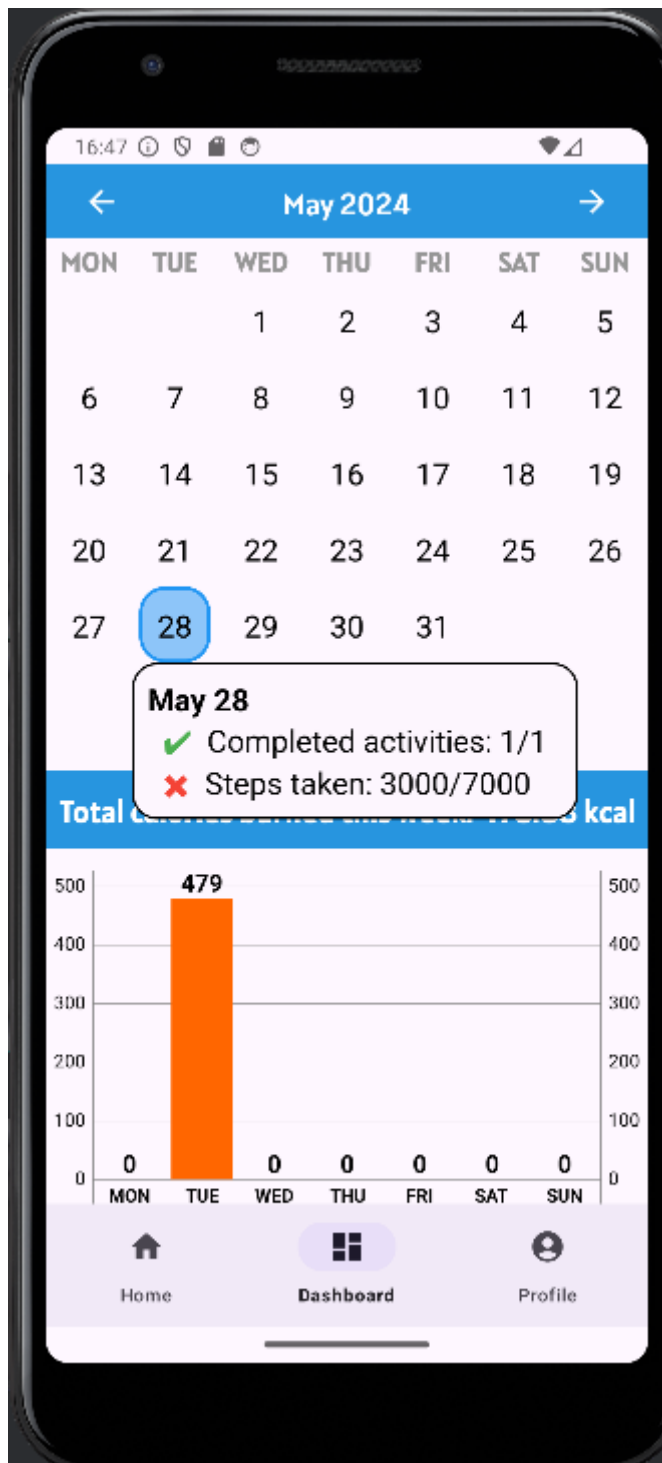 16:47
May 2024
MON TUE WED THU FRI SAT SUN
1 2 3 4 5
6 7 8 9 10 11 12
13 14 15 16 17 18 19
20 21 22 23 24 25 26
27 28 29 30 31
May 28
✔ Completed activities: 1/1
✖ Steps taken: 3000/7000
Total kcal
500 479 500
400 400
300 300
200 200
100 100
0 0 0 0 0 0 0 0
MON TUE WED THU FRI SAT SUN
Home Dashboard Profile